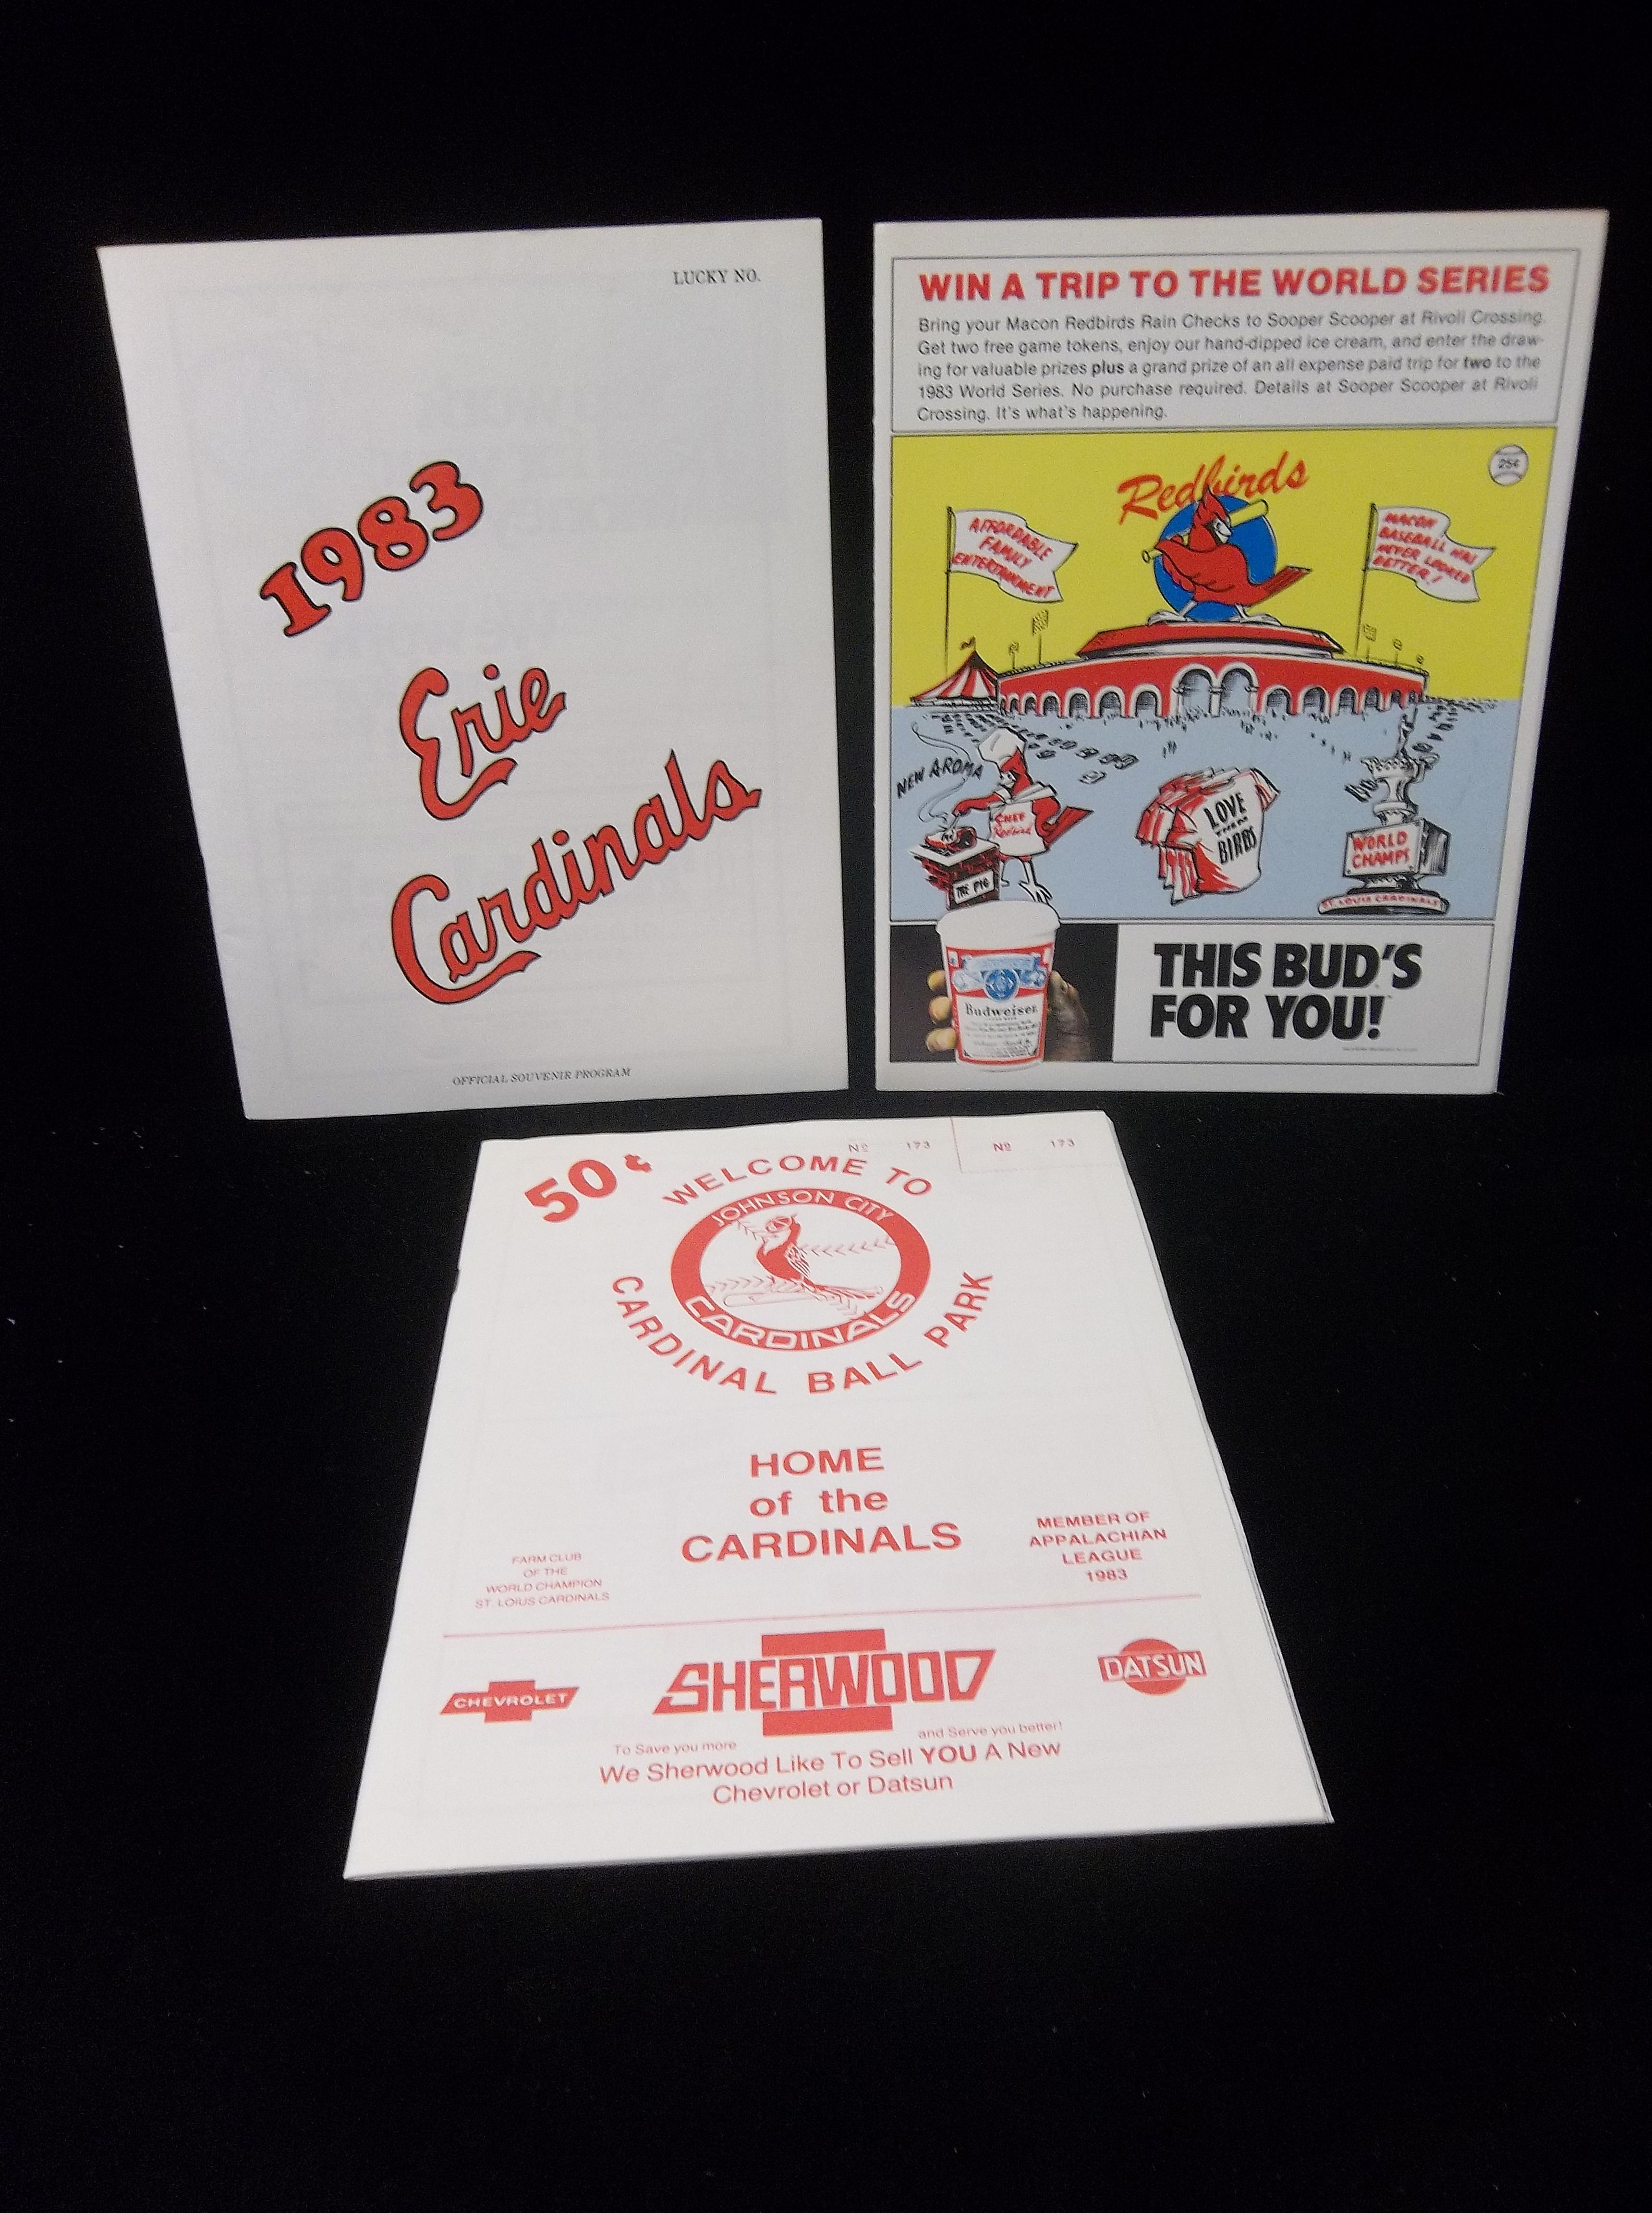 LUCKY NO.
1983
Erie
Cardinals
OFFICIAL SOUVENIR PROGRAM
WIN A TRIP TO THE WORLD SERIES
Bring your Macon Redbirds Rain Checks to Sooper Scooper at Rivoli Crossing.
Get two free game tokens, enjoy our hand-dipped ice cream, and enter the draw-
ing for valuable prizes plus a grand prize of an all expense paid trip for two to the
1983 World Series. No purchase required. Details at Sooper Scooper at Rivoli
Crossing. It's what's happening.
25¢
Redbirds
AFFORDABLE
FAMILY
ENTERTAINMENT
MACON
BASEBALL HAS
NEVER LOOKED
BETTER!
NEW AROMA
CHEF
Redbird
THE PIG
LOVE
THEM
BIRDS
WORLD
CHAMPS
ST. LOUIS CARDINALS
Budweiser
THIS BUD'S
FOR YOU!
50¢
Nº 173
Nº 173
WELCOME TO
JOHNSON CITY
CARDINALS
CARDINAL BALL PARK
HOME
of the
CARDINALS
FARM CLUB
OF THE
WORLD CHAMPION
ST. LOIUS CARDINALS
MEMBER OF
APPALACHIAN
LEAGUE
1983
CHEVROLET
SHERWOOD
DATSUN
To Save you more and Serve you better!
We Sherwood Like To Sell YOU A New
Chevrolet or Datsun